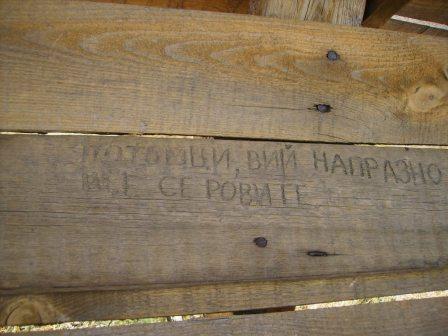 ПОТОМЦИ, ВИЙ НАПРАЗНО
ЩЕ СЕ РОВИТЕ